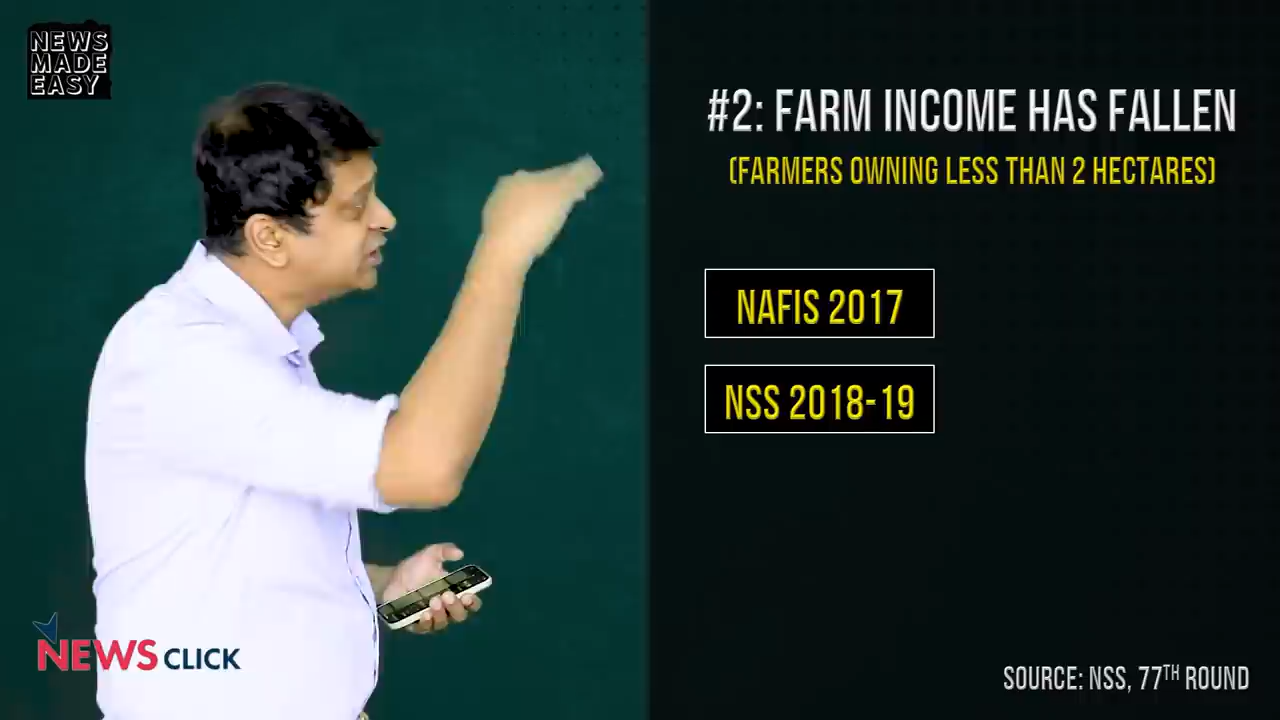 NEWS
MADE
EASY
#2: FARM INCOME HAS FALLEN
(FARMERS OWNING LESS THAN 2 HECTARES)
NAFIS 2017
NSS 2018-19
NEWSCLICK
SOURCE: NSS, 77TH ROUND